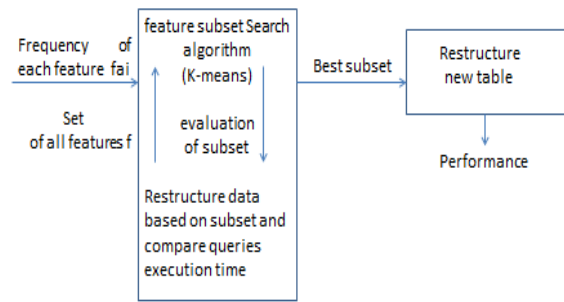 Frequency of
each feature fai
Set
of all features f
feature subset Search
algorithm
(K-means)
evaluation
of subset
Restructure data
based on subset and
compare queries
execution time
Best subset
Restructure
new table
Performance